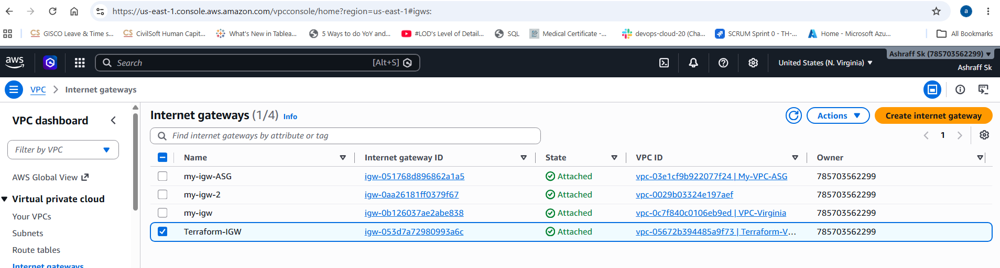 https://us-east-1.console.aws.amazon.com/vpcconsole/home?region=us-east-1#igws:
a
CS GISCO Leave & Time s...
CS CivilSoft Human Capit...
What's New in Tablea...
5 Ways to do YoY and...
#LOD's Level of Detail...
SQL
Medical Certificate -...
devops-cloud-20 (Cha...
SCRUM Sprint 0 - TH-...
Home - Microsoft Azu...
All Bookmarks
aws
Search
[Alt+S]
United States (N. Virginia)
Ashraff Sk (785703562299)
Ashraff Sk
VPC
Internet gateways
VPC dashboard
Filter by VPC
AWS Global View
Virtual private cloud
Your VPCs
Subnets
Route tables
Internet gateways
Internet gateways (1/4) Info
Actions
Create internet gateway
Find internet gateways by attribute or tag
1
Name Internet gateway ID State VPC ID Owner
my-igw-ASG igw-051768d896862a1a5 Attached vpc-03e1cf9b922077f24 | My-VPC-ASG 785703562299
my-igw-2 igw-0aa26181ff0379f67 Attached vpc-0029b03324e197aef 785703562299
my-igw igw-0b126037ae2abe838 Attached vpc-0c7f840c0106eb9ed | VPC-Virginia 785703562299
Terraform-IGW igw-053d7a72980993a6c Attached vpc-05672b394485a9f73 | Terraform-V... 785703562299